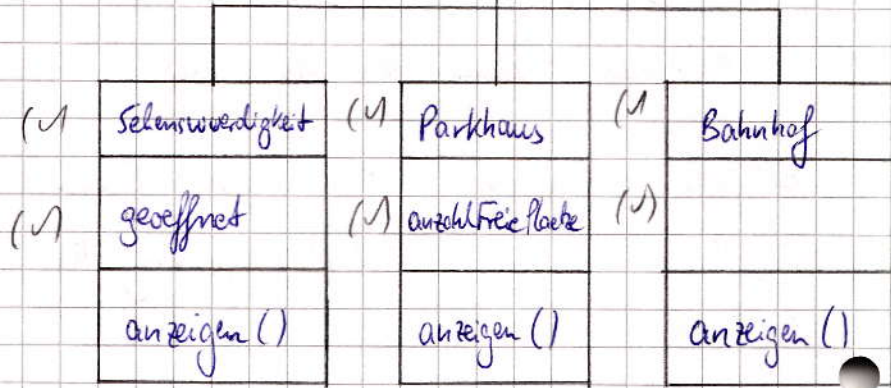 Sehenswuerdigkeit
Parkhaus
Bahnhof
geoeffnet
anzahlFreiePlaetze
anzeigen ()
anzeigen ()
anzeigen ()